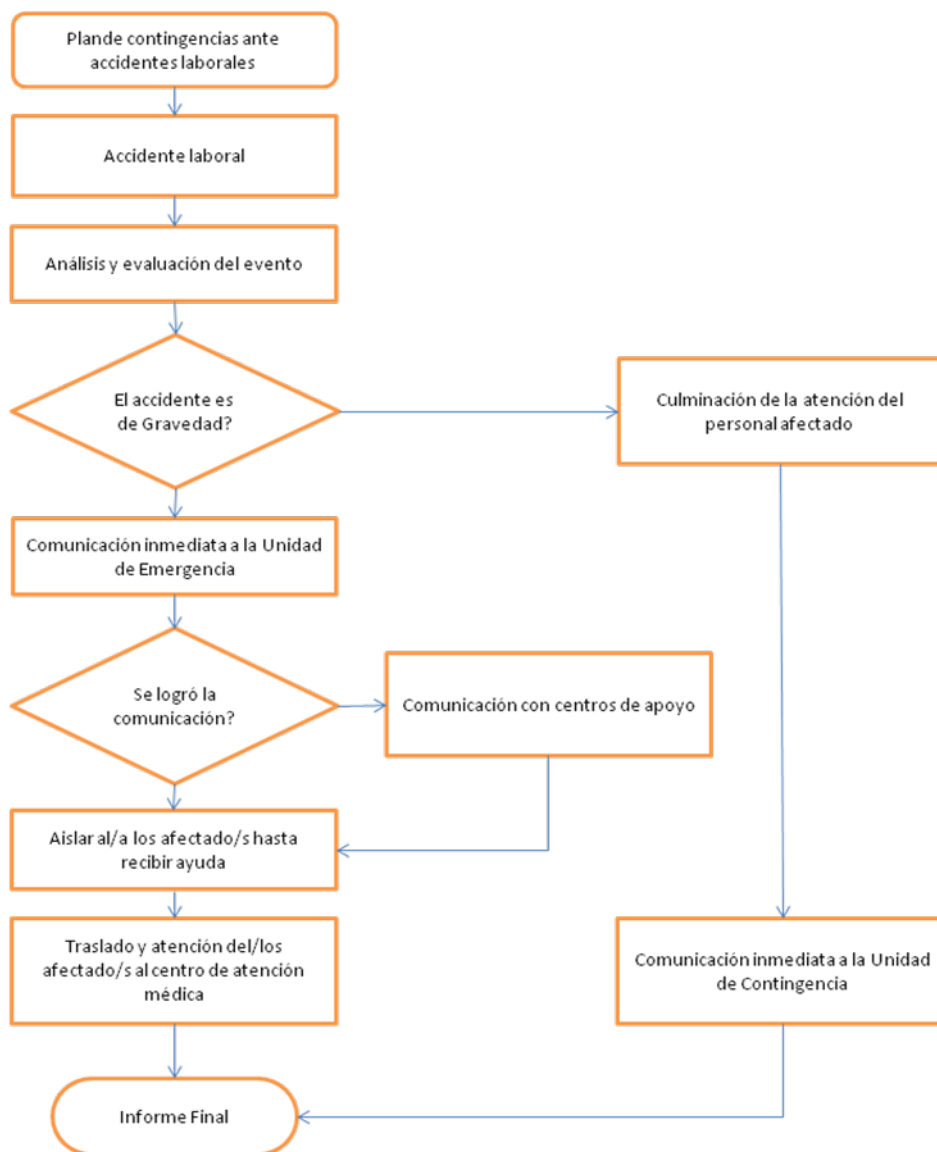 Plande contingencias ante
accidentes laborales
Accidente laboral
Análisis y evaluación del evento
El accidente es
de Gravedad?
Culminación de la atención del
personal afectado
Comunicación inmediata a la Unidad
de Emergencia
Se logró la
comunicación?
Comunicación con centros de apoyo
Aislar al/a los afectado/s hasta
recibir ayuda
Traslado y atención del/los
afectado/s al centro de atención
médica
Comunicación inmediata a la Unidad
de Contingencia
Informe Final